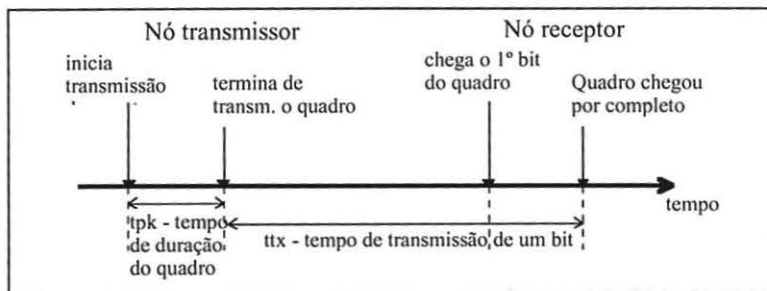 Nó transmissor
Nó receptor
inicia
transmissão
termina de
transm. o quadro
chega o 1º bit
do quadro
Quadro chegou
por completo
tempo
tpk - tempo
de duração
do quadro
ttx - tempo de transmissão de um bit